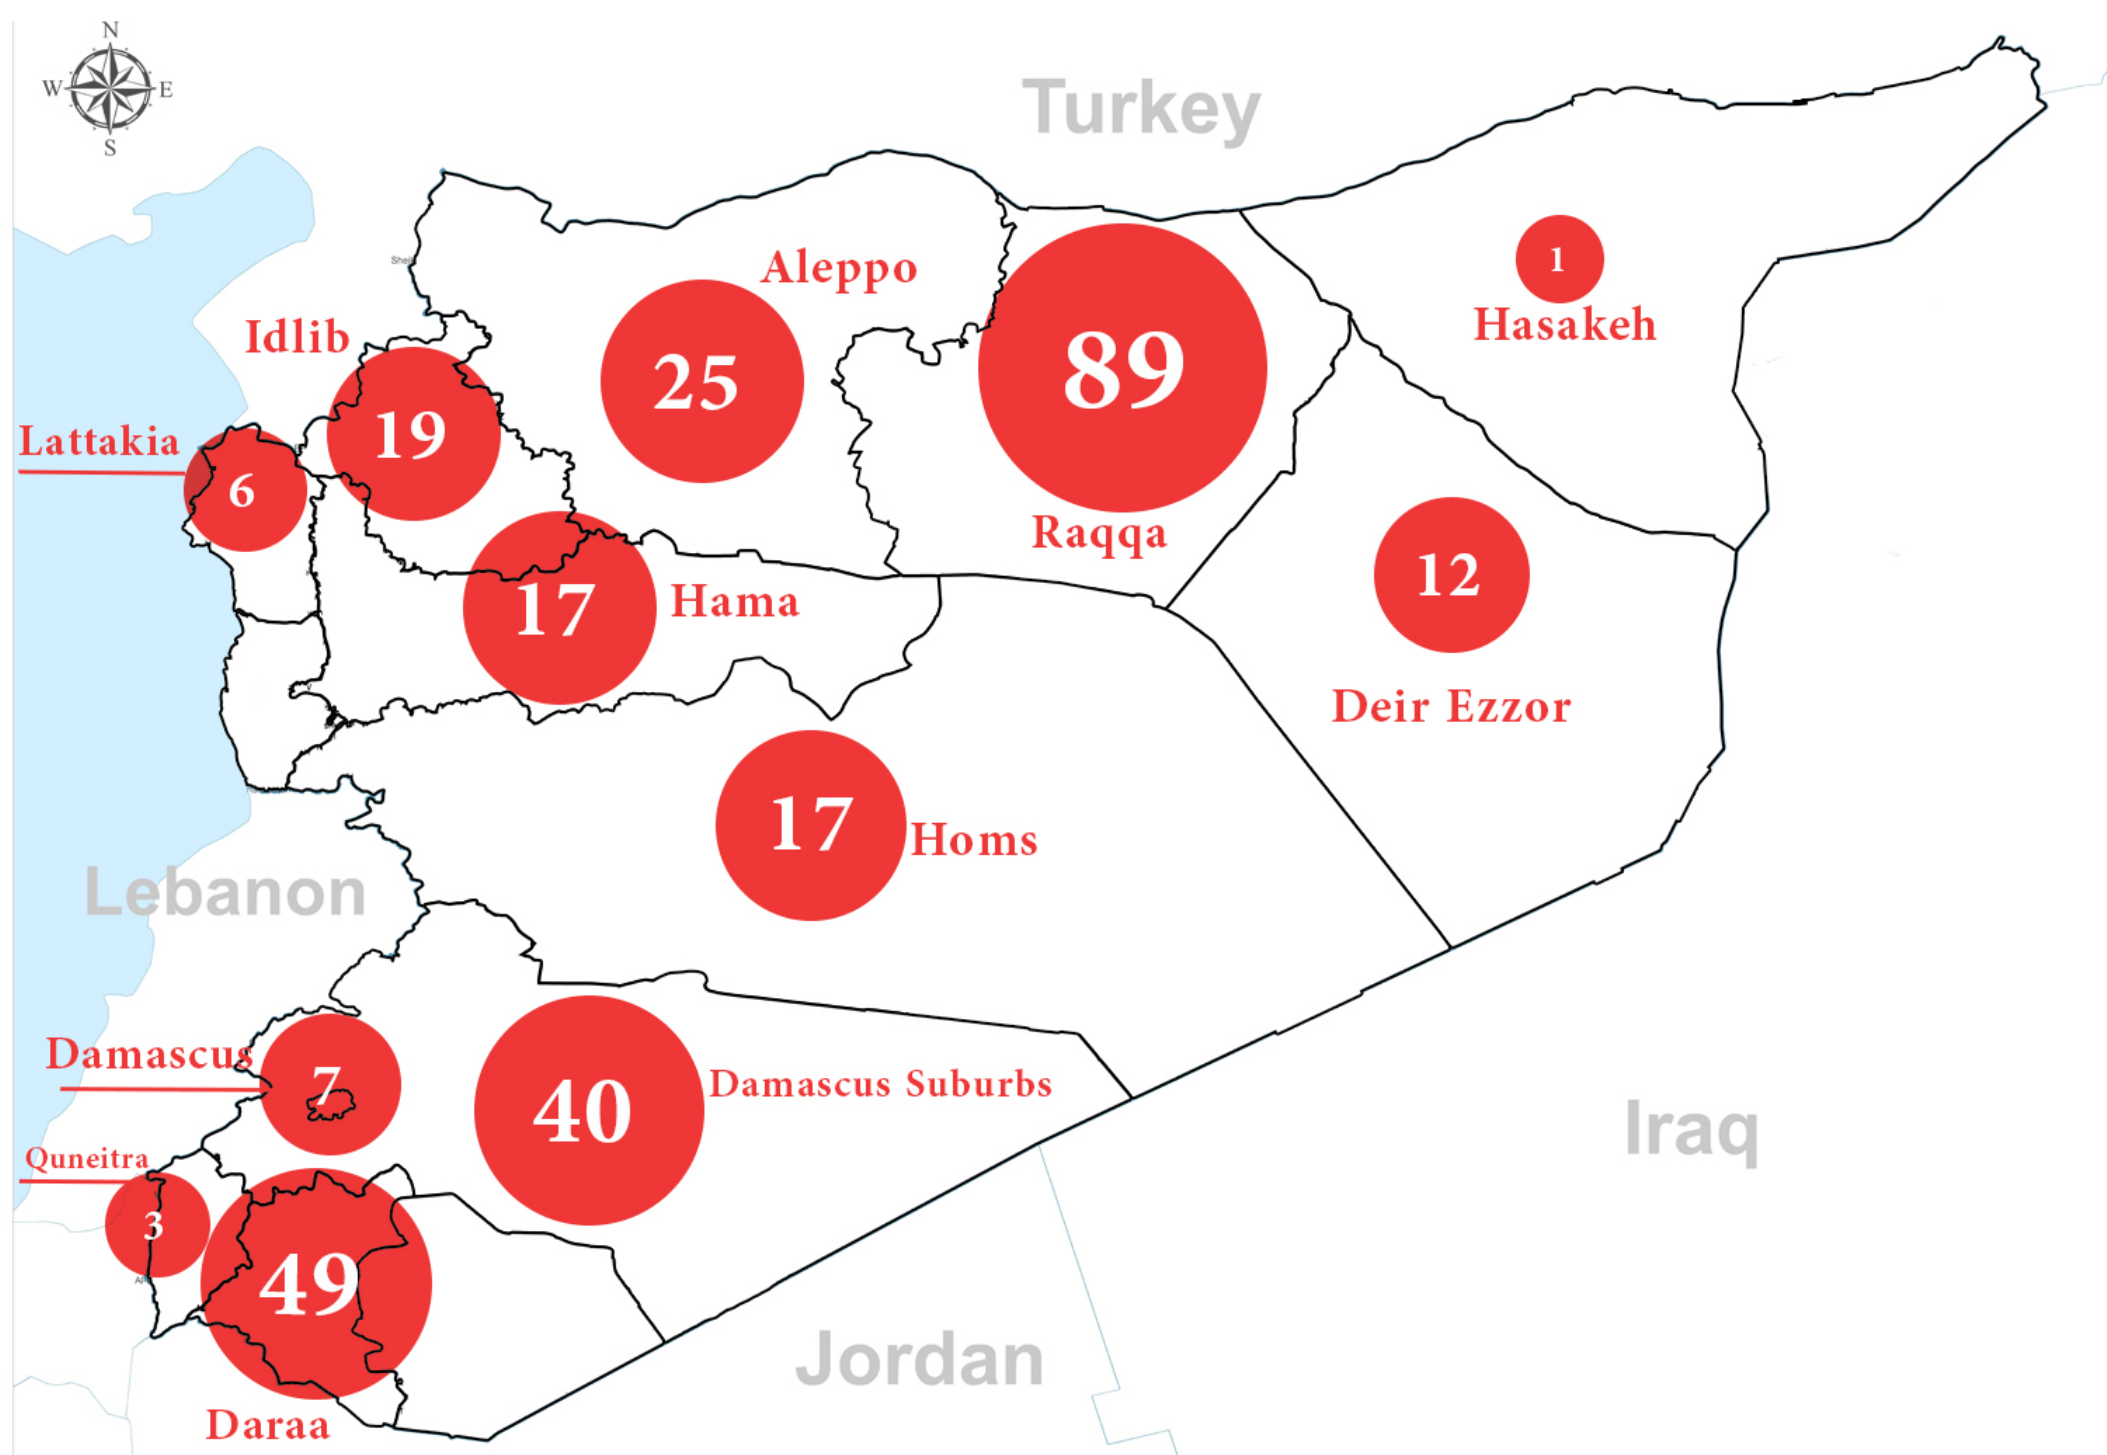 N
W
E
S
Turkey
Aleppo
1
Hasakeh
Idlib
25
89
19
Lattakia
6
Raqqa
12
17
Hama
Deir Ezzor
17
Homs
Lebanon
Damascus
7
40
Damascus Suburbs
Iraq
Quneitra
3
49
Jordan
Daraa